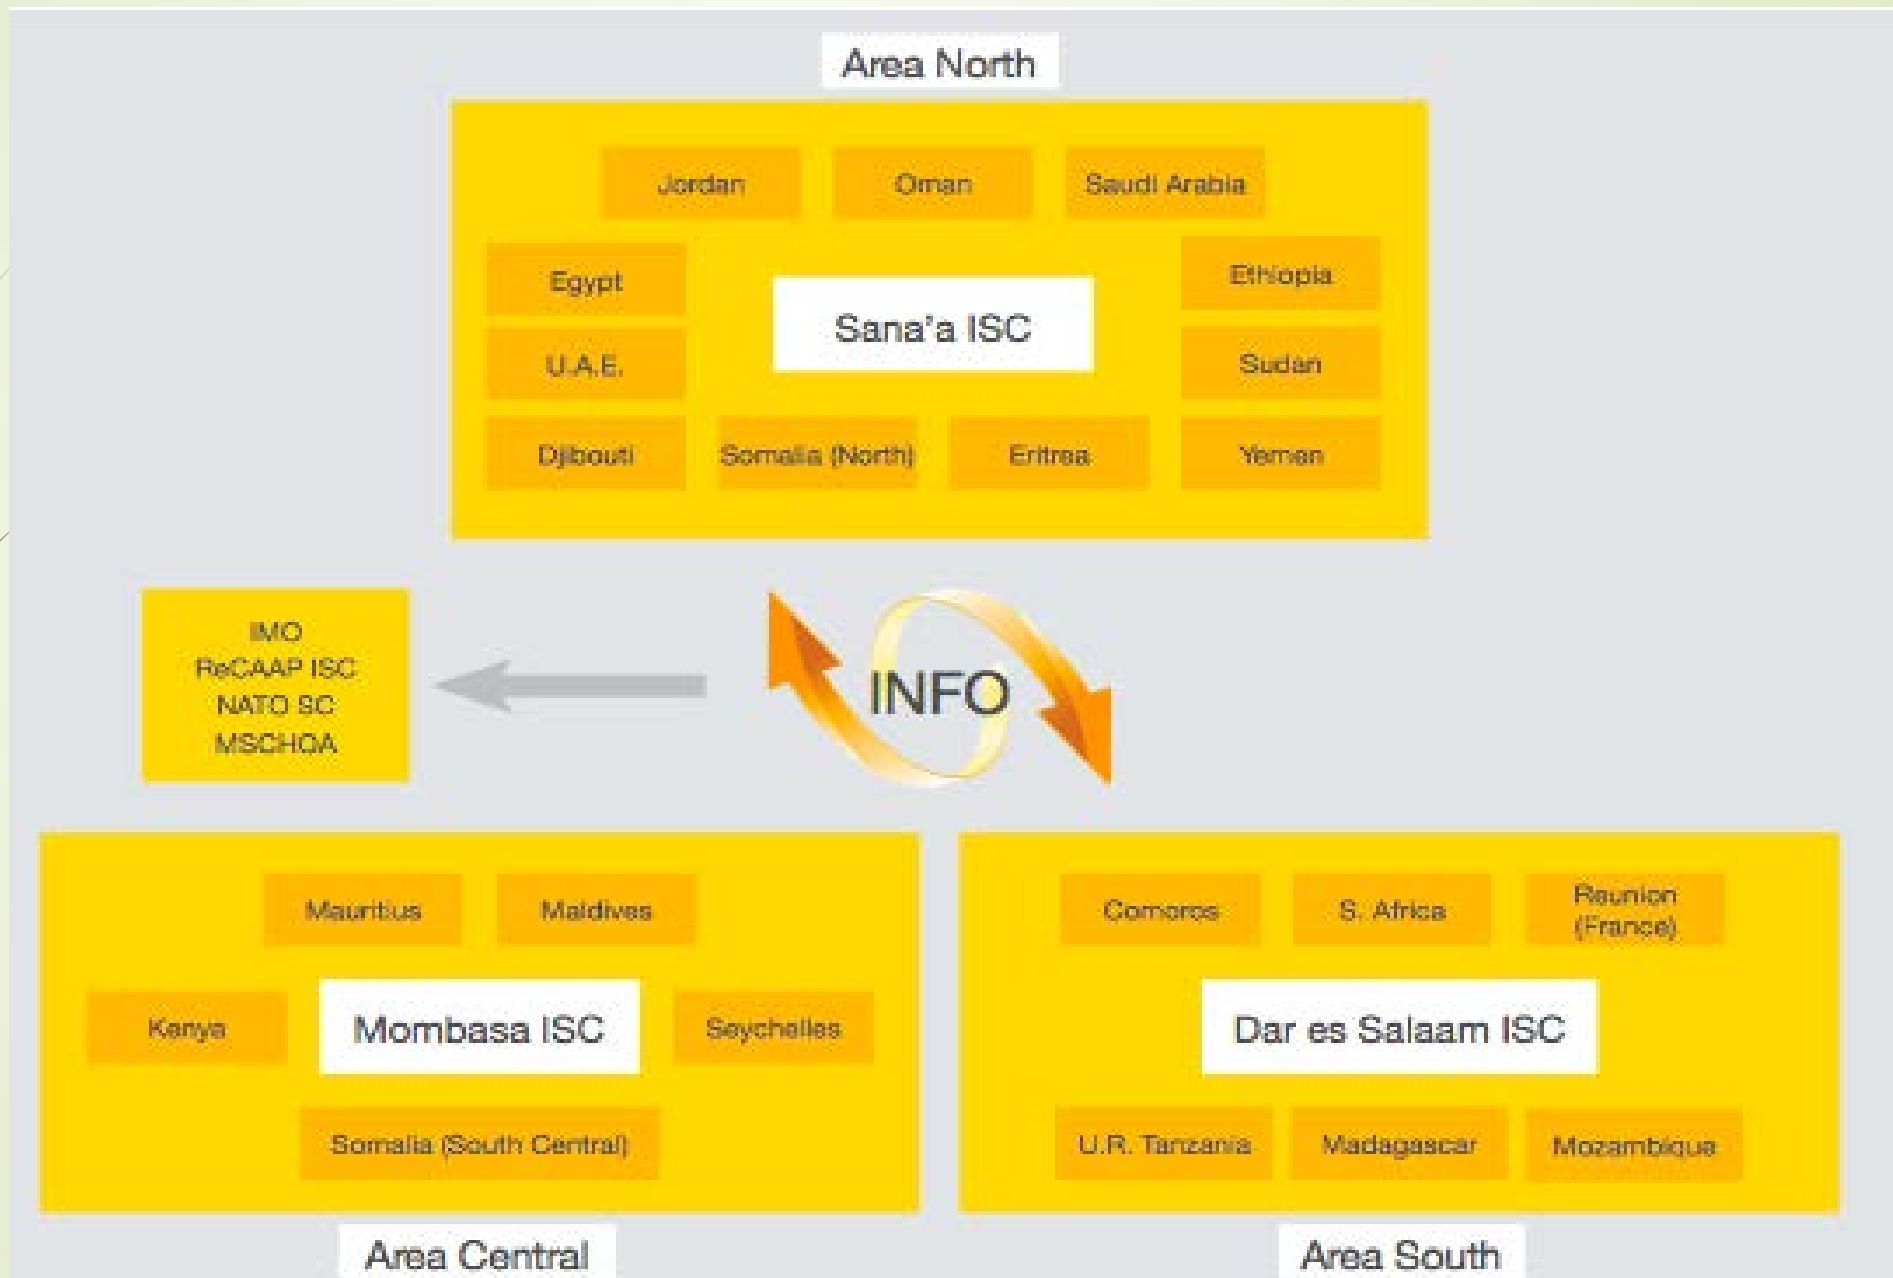 Area North
Jordan
Oman
Saudi Arabia
Egypt
Ethiopia
Sana'a ISC
U.A.E.
Sudan
Djibouti
Somalia (North)
Eritrea
Yemen
IMO
ReCAAP ISC
NATO SC
MSCHOA
INFO
Mauritius
Maldives
Kenya
Mombasa ISC
Seychelles
Somalia (South Central)
Area Central
Comoros
S. Africa
Reunion
(France)
Dar es Salaam ISC
U.R. Tanzania
Madagascar
Mozambique
Area South